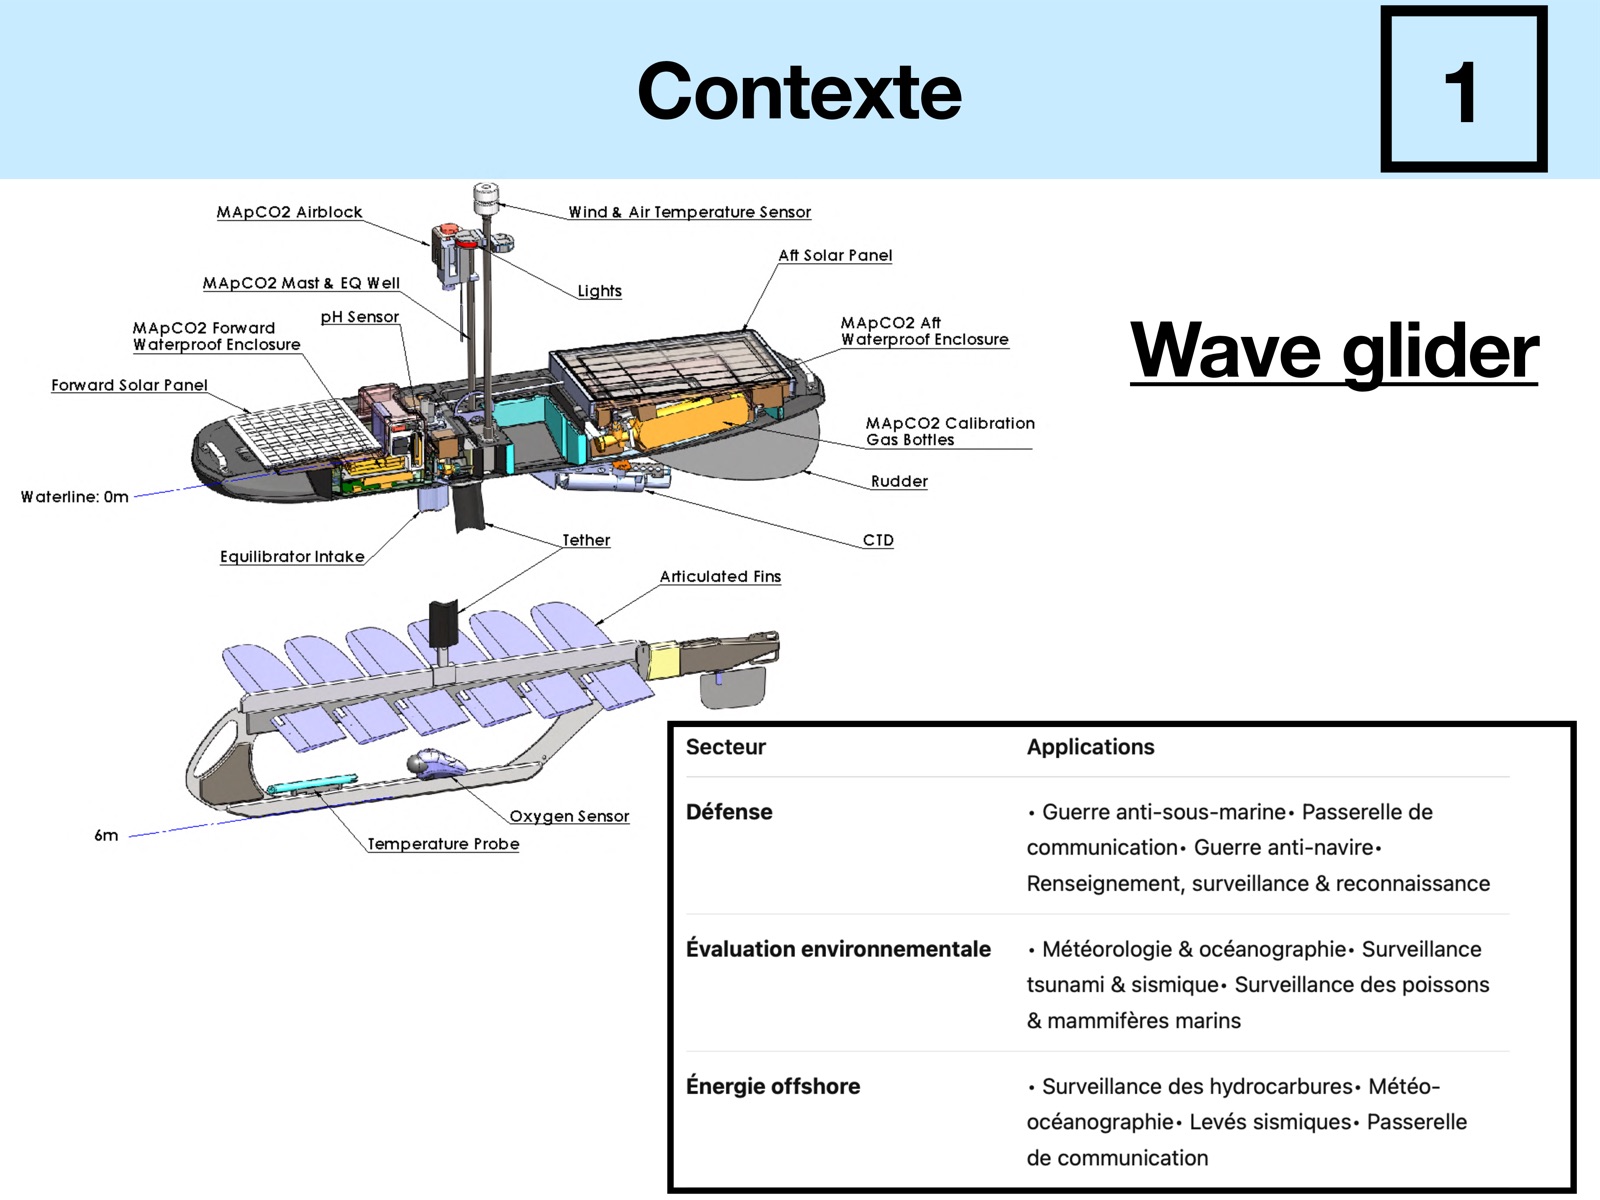 Contexte
1
MApCO2 Airblock
Wind & Air Temperature Sensor
Aft Solar Panel
MApCO2 Mast & EQ Well
Lights
pH Sensor
MApCO2 Forward
Waterproof Enclosure
MApCO2 Aft
Waterproof Enclosure
Wave glider
Forward Solar Panel
MApCO2 Calibration
Gas Bottles
Rudder
Waterline: 0m
CTD
Tether
Equilibrator Intake
Articulated Fins
Oxygen Sensor
6m
Temperature Probe
Secteur
Applications
Défense
• Guerre anti-sous-marine• Passerelle de
communication• Guerre anti-navire•
Renseignement, surveillance & reconnaissance
Évaluation environnementale
• Météorologie & océanographie• Surveillance
tsunami & sismique• Surveillance des poissons
& mammifères marins
Énergie offshore
• Surveillance des hydrocarbures• Météo-
océanographie• Levés sismiques• Passerelle
de communication